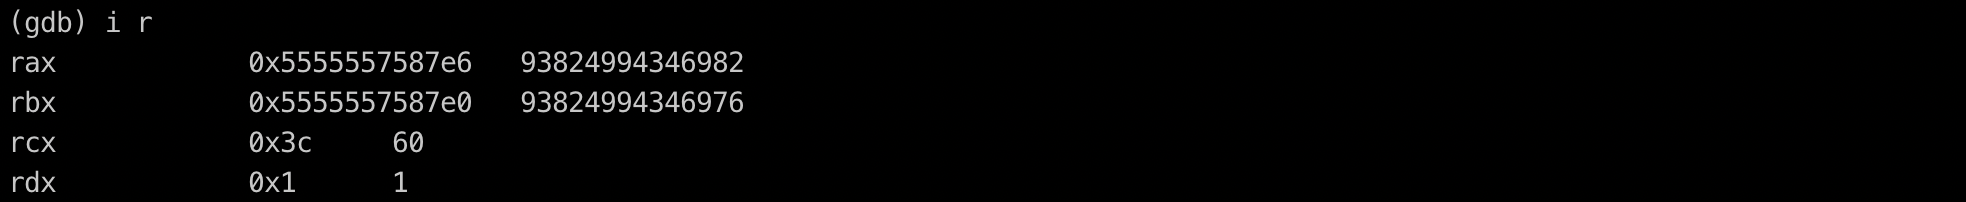 (gdb) i r
rax            0x5555557587e6   93824994346982
rbx            0x5555557587e0   93824994346976
rcx            0x3c     60
rdx            0x1      1